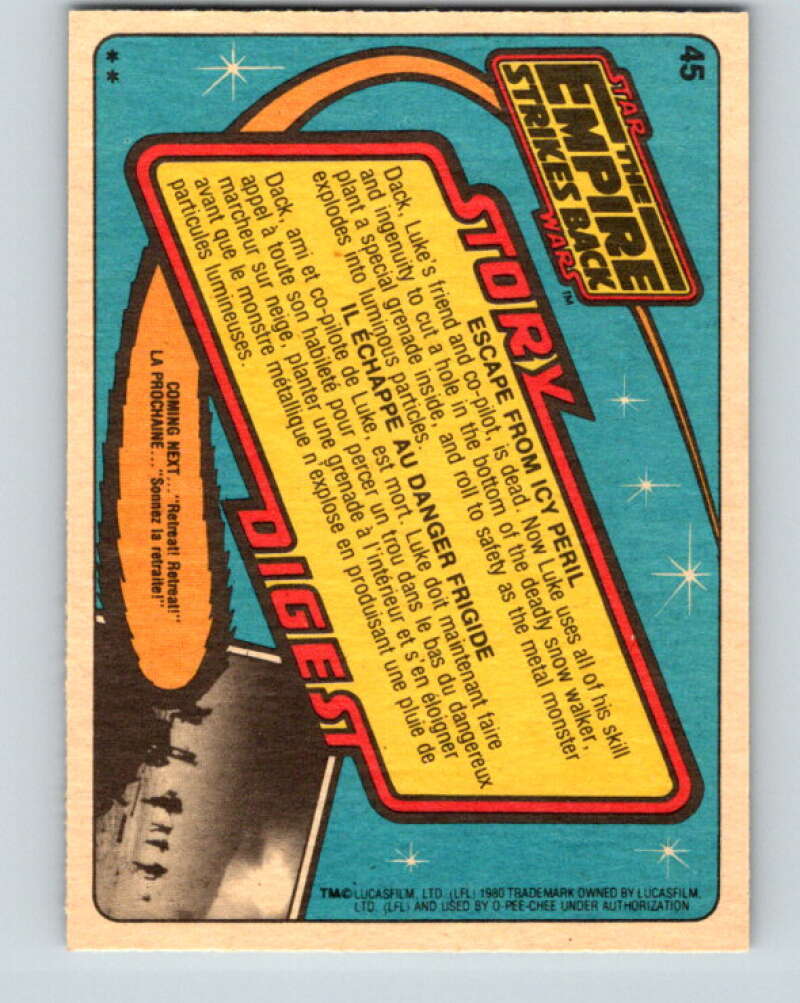 45
STAR
THE
EMPIRE
STRIKES BACK
WARS™
STORY
ESCAPE FROM ICY PERIL
Dack, Luke's friend and co-pilot, is dead. Now Luke uses all of his skill
and ingenuity to cut a hole in the bottom of the deadly snow walker,
plant a special grenade inside, and roll to safety as the metal monster
explodes into luminous particles.
IL ÉCHAPPE AU DANGER FRIGIDE
Dack, ami et co-pilote de Luke, est mort. Luke doit maintenant faire
appel à toute son habileté pour percer un trou dans le bas du dangereux
marcheur sur neige, planter une grenade à l'intérieur et s'en éloigner
avant que le monstre métallique n'explose en produisant une pluie de
particules lumineuses.
DIGEST
COMING NEXT... "Retreat! Retreat!"
LA PROCHAINE... "Sonnez la retraite!"
**
TM© LUCASFILM, LTD. (LFL) 1980 TRADEMARK OWNED BY LUCASFILM,
LTD. (LFL) AND USED BY O-PEE-CHEE UNDER AUTHORIZATION